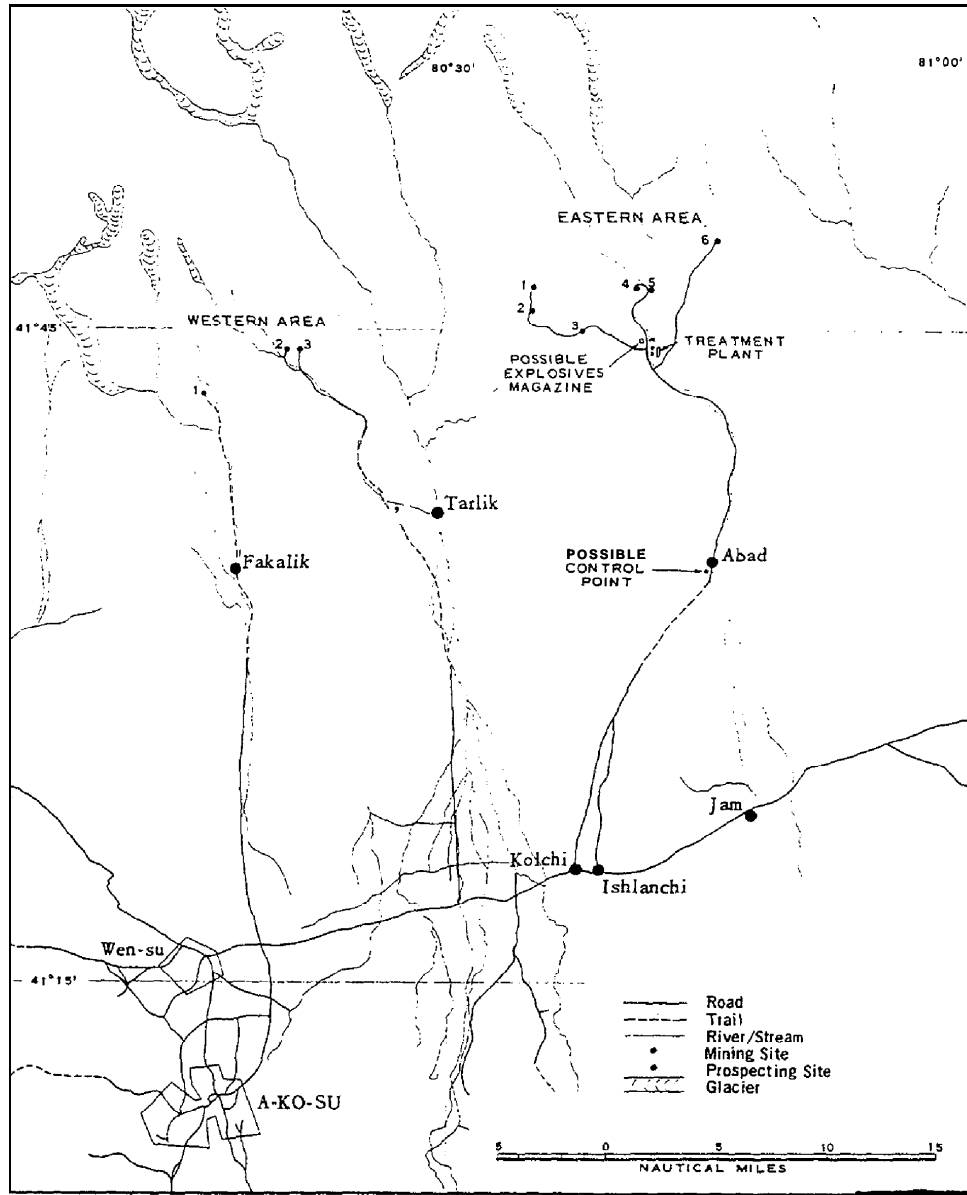 80°30'
81°00'
EASTERN AREA
6
1
4 5
2
41°45'
WESTERN AREA
3
2 3
TREATMENT
PLANT
POSSIBLE
EXPLOSIVES
MAGAZINE
1
Tarlik
Fakalik
POSSIBLE
CONTROL
POINT
Abad
Jam
Kolchi
Ishlanchi
Wen-su
41°15'
Road
Trail
River/Stream
Mining Site
Prospecting Site
Glacier
A-KO-SU
5 0 5 10 15
NAUTICAL MILES